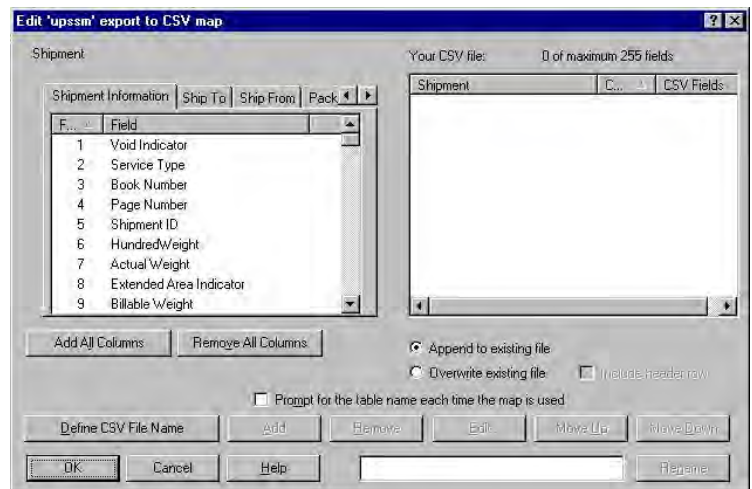 Edit 'upssm' export to CSV map
Shipment
Your CSV file: 0 of maximum 255 fields
Shipment Information Ship To Ship From Pack
F... Field
1 Void Indicator
2 Service Type
3 Book Number
4 Page Number
5 Shipment ID
6 HundredWeight
7 Actual Weight
8 Extended Area Indicator
9 Billable Weight
Shipment C... CSV Fields
Add All Columns Remove All Columns
Append to existing file
Overwrite existing file Include header row
Prompt for the table name each time the map is used
Define CSV File Name Add Remove Edit Move Up Move Down
OK Cancel Help Rename